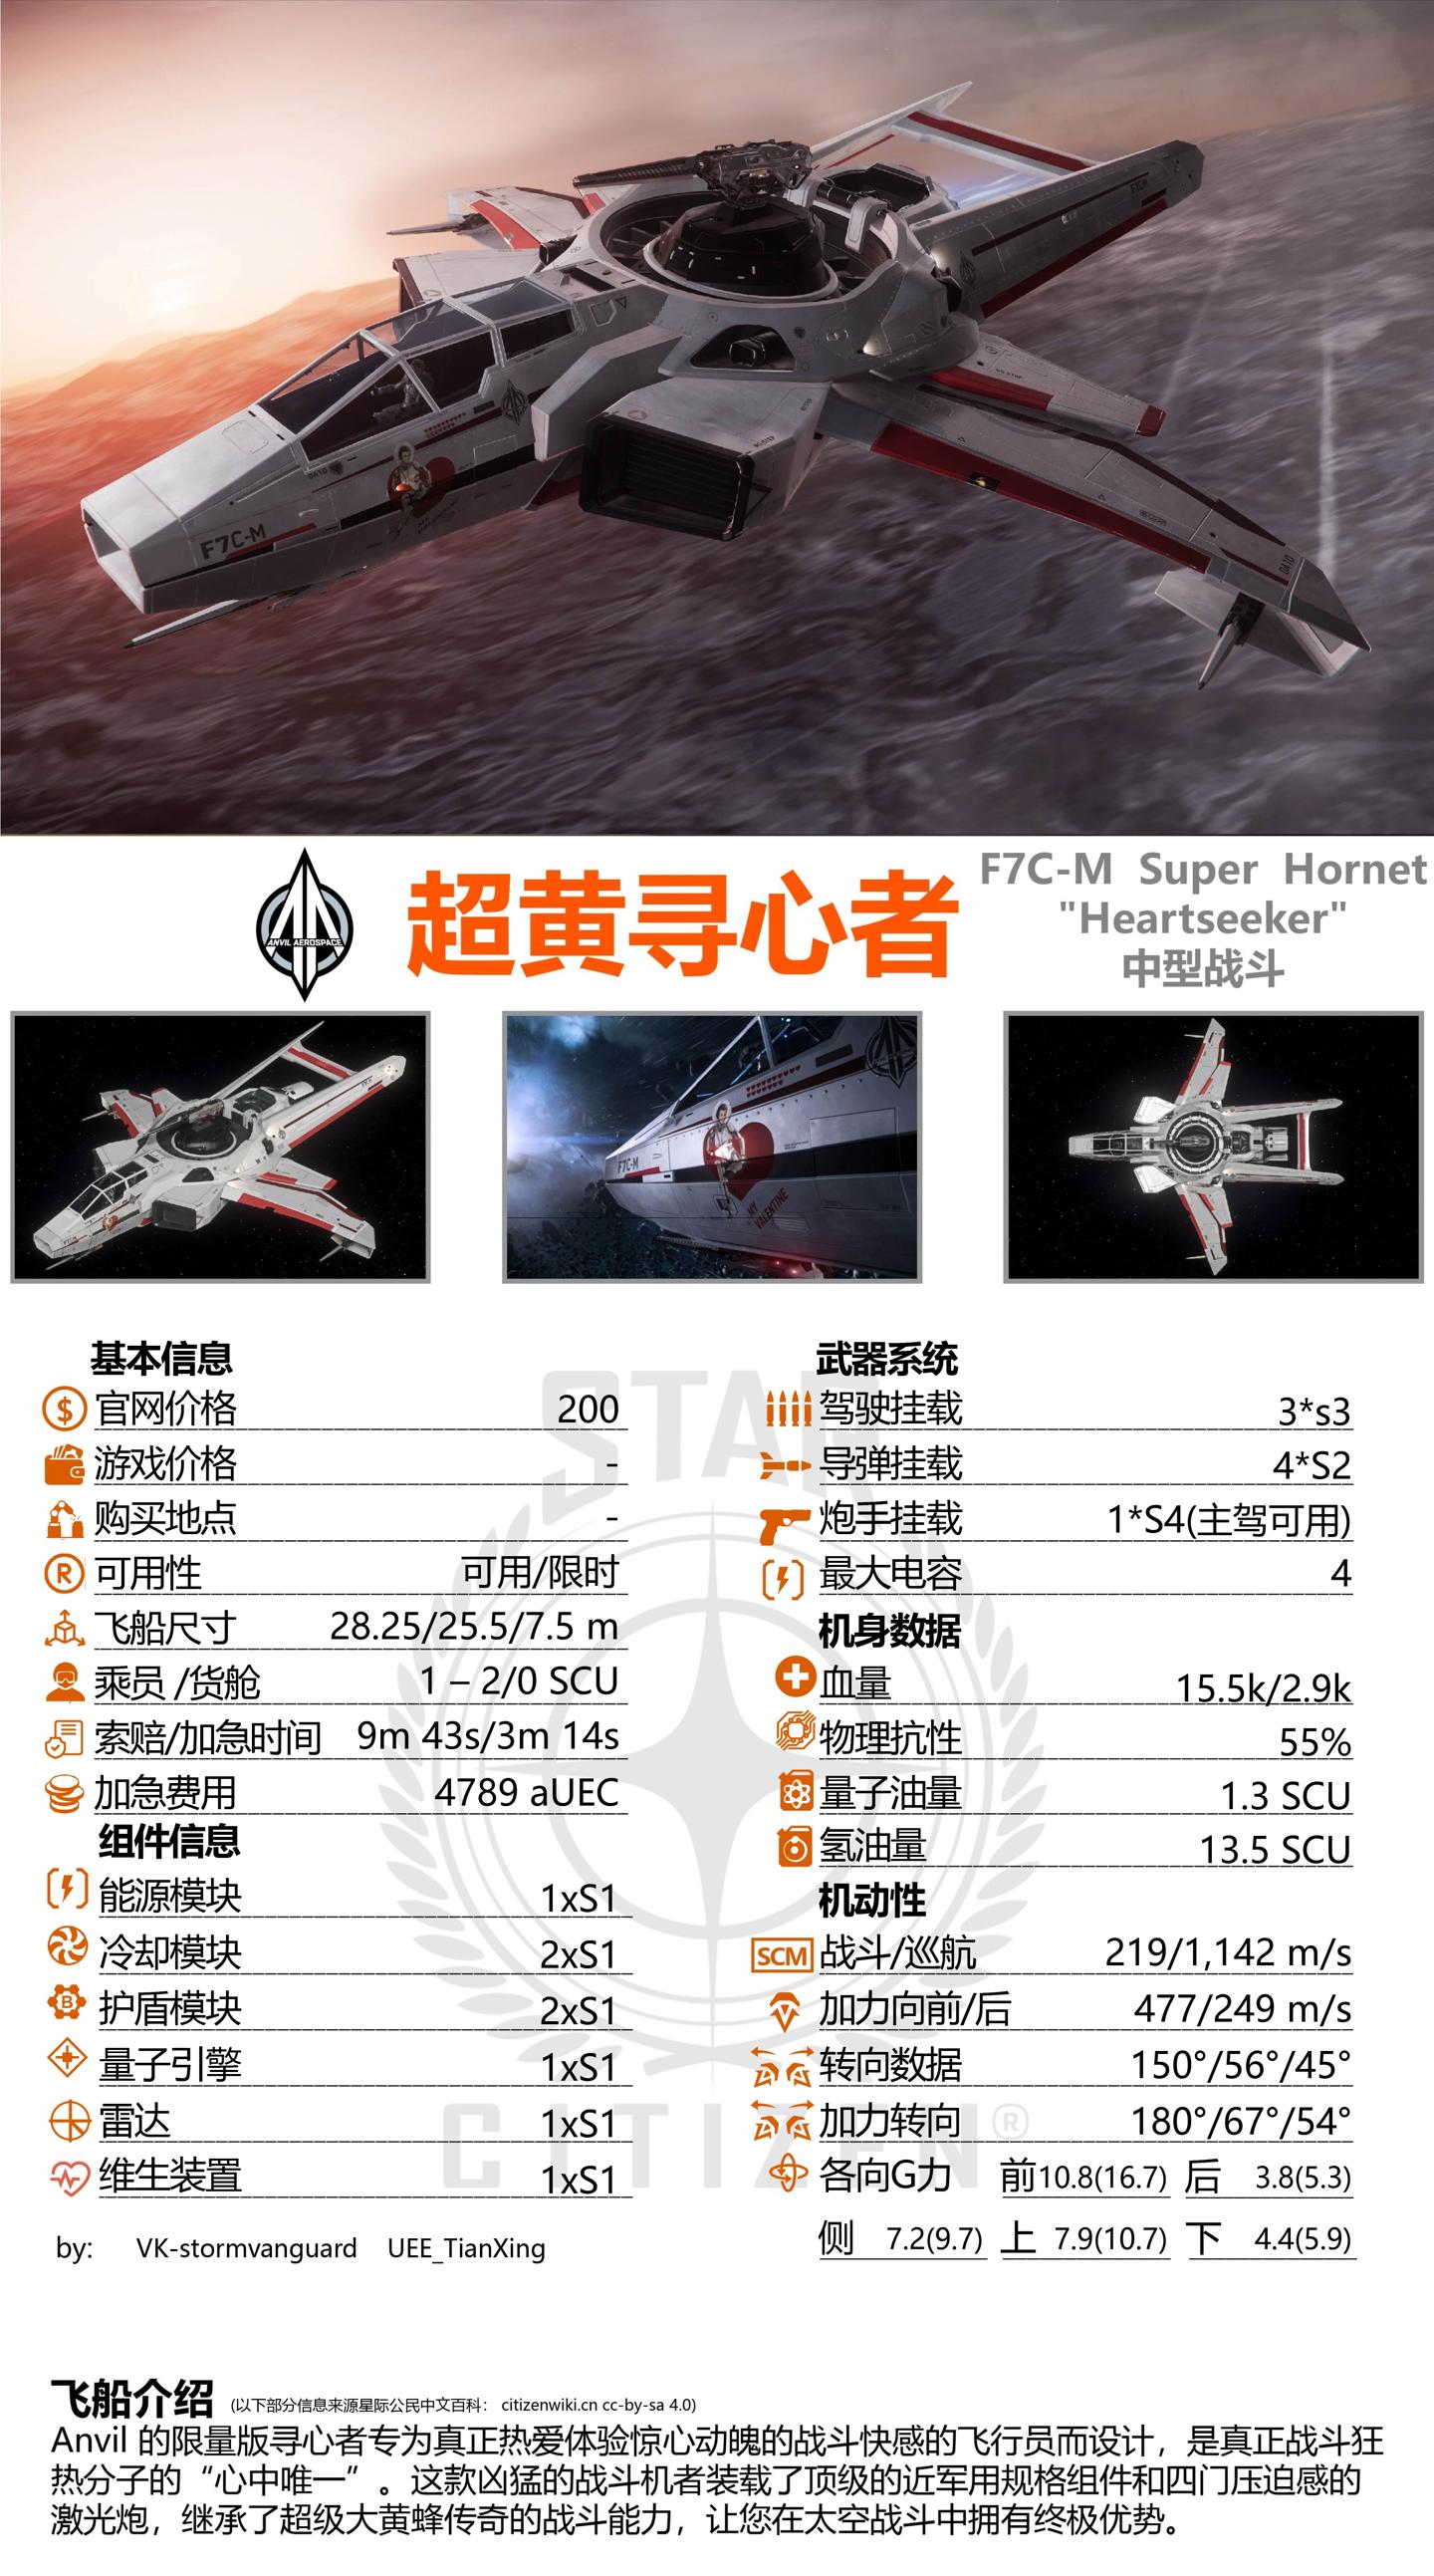 F7C-M
ANVIL AEROSPACE
超黄寻心者
F7C-M Super Hornet
"Heartseeker"
中型战斗
F7C-M
MY VALENTINE
基本信息
官网价格 200
游戏价格 -
购买地点 -
可用性 可用/限时
飞船尺寸 28.25/25.5/7.5 m
乘员 /货舱 1 – 2/0 SCU
索赔/加急时间 9m 43s/3m 14s
加急费用 4789 aUEC
组件信息
能源模块 1xS1
冷却模块 2xS1
护盾模块 2xS1
量子引擎 1xS1
雷达 1xS1
维生装置 1xS1
by: VK-stormvanguard UEE_TianXing
武器系统
驾驶挂载 3*s3
导弹挂载 4*S2
炮手挂载 1*S4(主驾可用)
最大电容 4
机身数据
血量 15.5k/2.9k
物理抗性 55%
量子油量 1.3 SCU
氢油量 13.5 SCU
机动性
SCM 战斗/巡航 219/1,142 m/s
加力向前/后 477/249 m/s
转向数据 150°/56°/45°
加力转向 180°/67°/54°
各向G力 前10.8(16.7) 后 3.8(5.3)
侧 7.2(9.7) 上 7.9(10.7) 下 4.4(5.9)
STAR
CITIZEN®
飞船介绍 (以下部分信息来源星际公民中文百科： citizenwiki.cn cc-by-sa 4.0)
Anvil 的限量版寻心者专为真正热爱体验惊心动魄的战斗快感的飞行员而设计，是真正战斗狂
热分子的“心中唯一”。这款凶猛的战斗机者装载了顶级的近军用规格组件和四门压迫感的
激光炮，继承了超级大黄蜂传奇的战斗能力，让您在太空战斗中拥有终极优势。